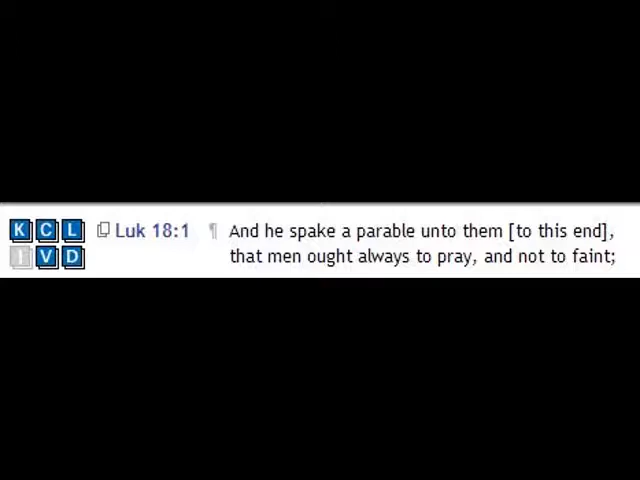 K C L Luk 18:1 ¶ And he spake a parable unto them [to this end],
I V D that men ought always to pray, and not to faint;